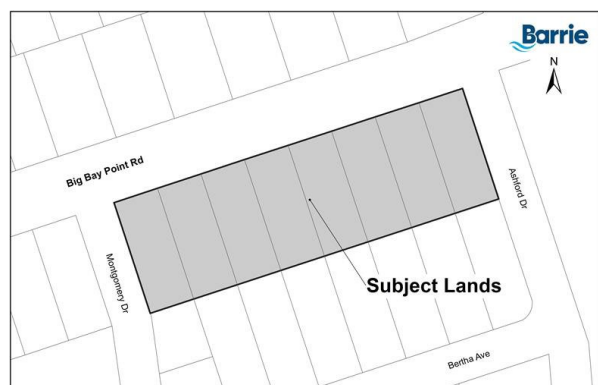 Barrie
N
Big Bay Point Rd
Ashford Dr
Montgomery Dr
Subject Lands
Bertha Ave